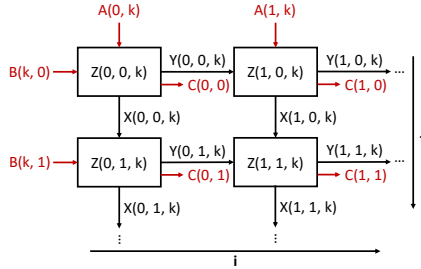 A(0, k) A(1, k)
B(k, 0) Z(0, 0, k) Y(0, 0, k) C(0, 0) Z(1, 0, k) Y(1, 0, k) ... C(1, 0)
X(0, 0, k) X(1, 0, k)
B(k, 1) Z(0, 1, k) Y(0, 1, k) C(0, 1) Z(1, 1, k) Y(1, 1, k) ... C(1, 1)
X(0, 1, k) X(1, 1, k)
... ...
i